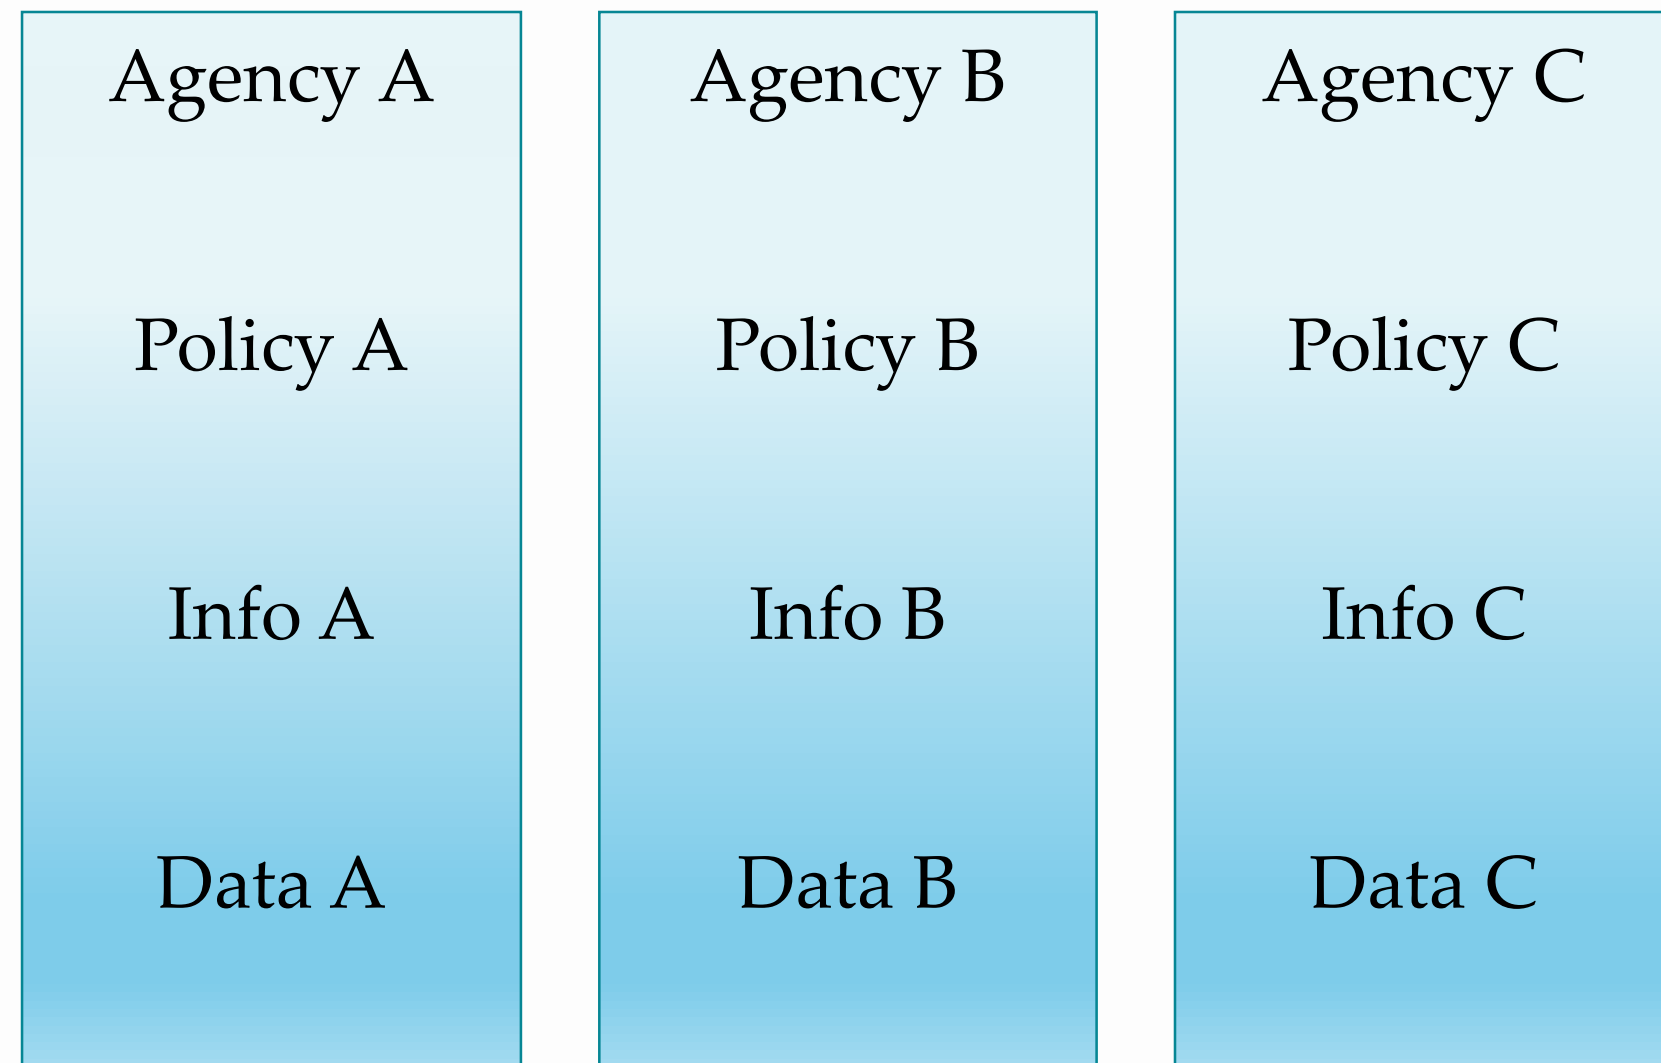 Agency A
Policy A
Info A
Data A
Agency B
Policy B
Info B
Data B
Agency C
Policy C
Info C
Data C